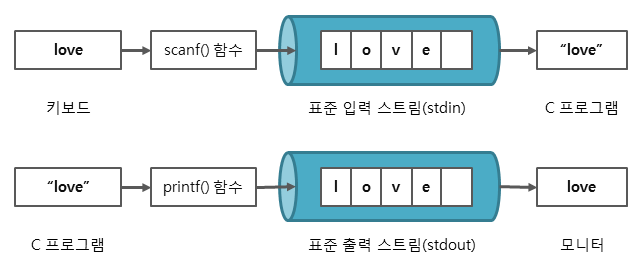 love
scanf() 함수
l o v e
“love”
키보드
표준 입력 스트림(stdin)
C 프로그램
“love”
printf() 함수
l o v e
love
C 프로그램
표준 출력 스트림(stdout)
모니터